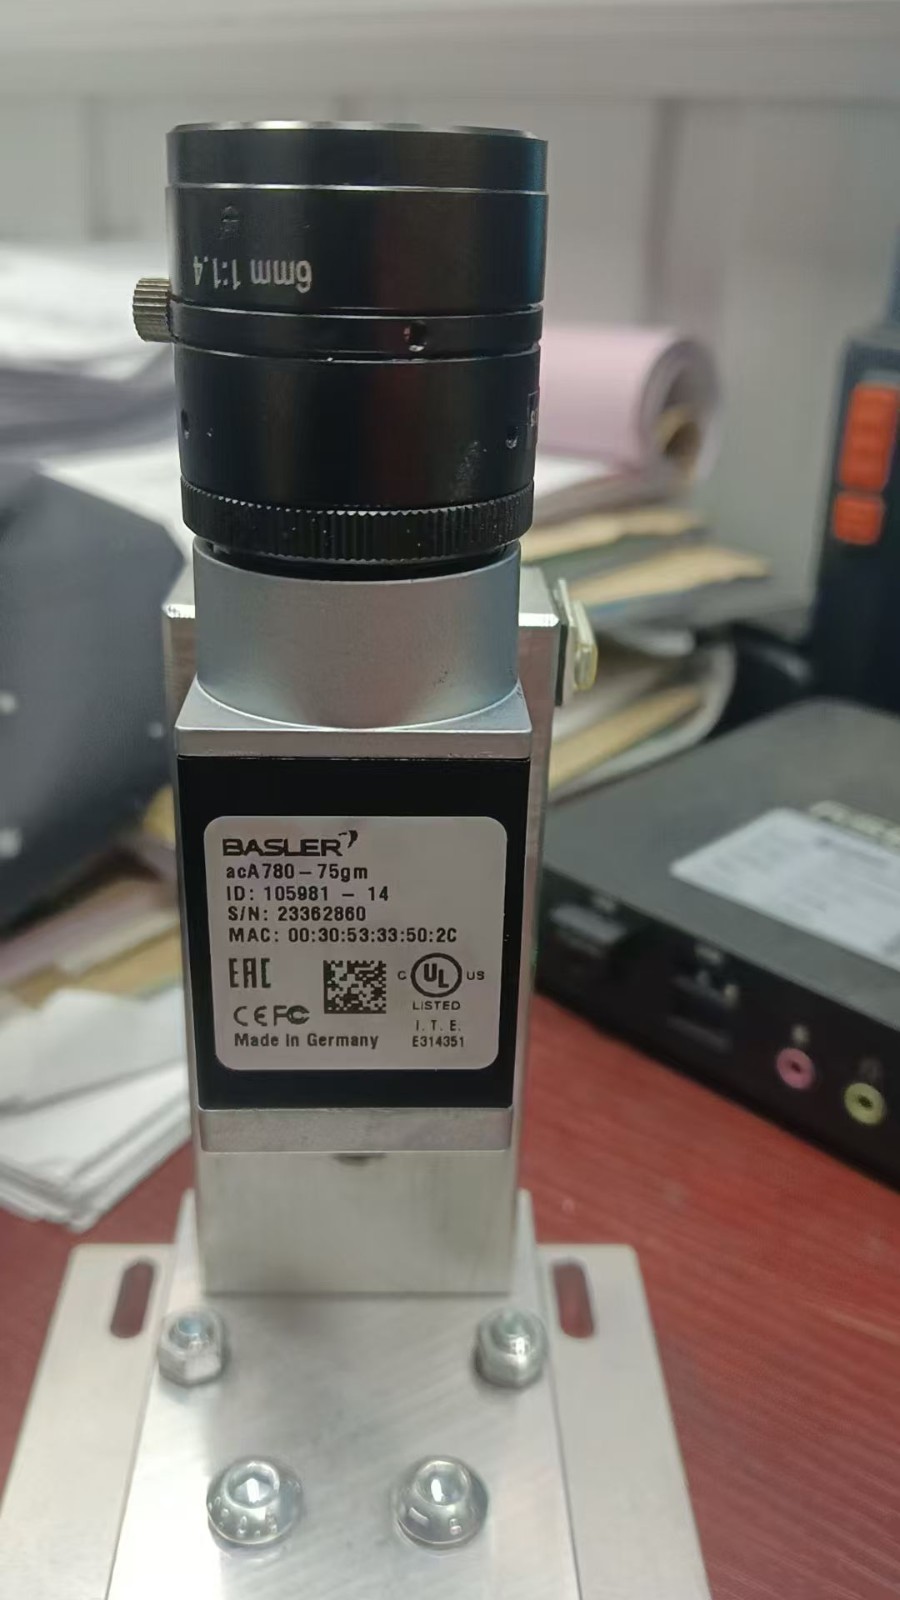 6mm 1:1.4
BASLER
acA780-75gm
ID: 105981 - 14
S/N: 23362860
MAC: 00:30:53:33:50:2C
EAC
C UL US
LISTED
CE FC
I. T. E.
Made in Germany
E314351